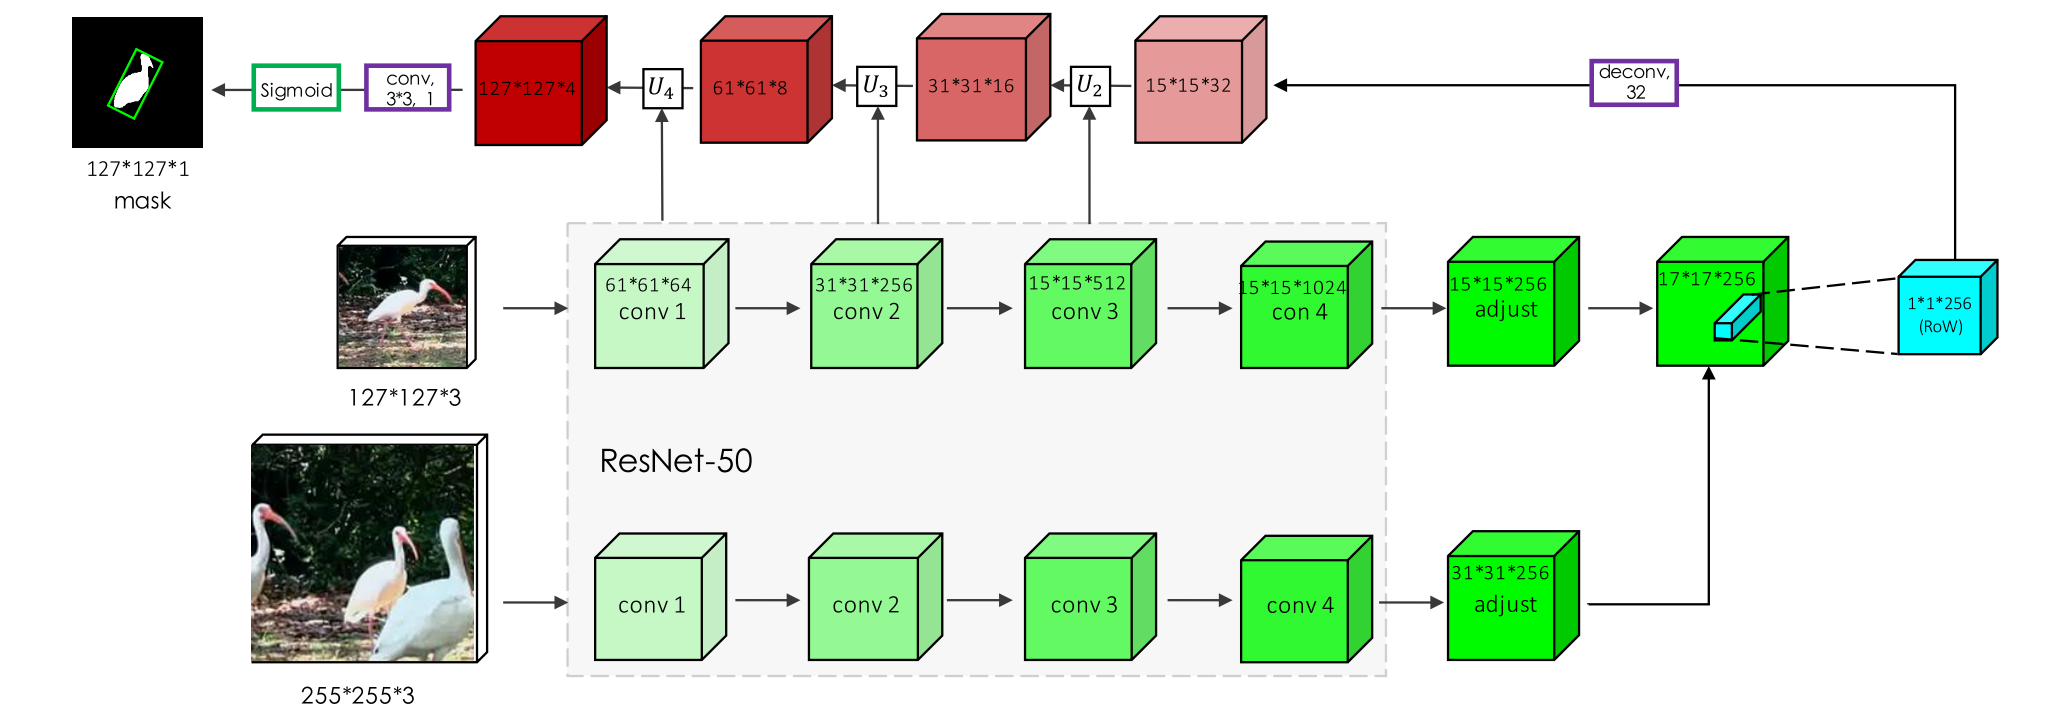 127*127*4
61*61*8
31*31*16
15*15*32
U4
U3
U2
deconv,
32
conv,
3*3, 1
Sigmoid
127*127*1
mask
61*61*64
conv 1
31*31*256
conv 2
15*15*512
conv 3
15*15*1024
con 4
15*15*256
adjust
17*17*256
1*1*256
(RoW)
127*127*3
ResNet-50
conv 1
conv 2
conv 3
conv 4
31*31*256
adjust
255*255*3